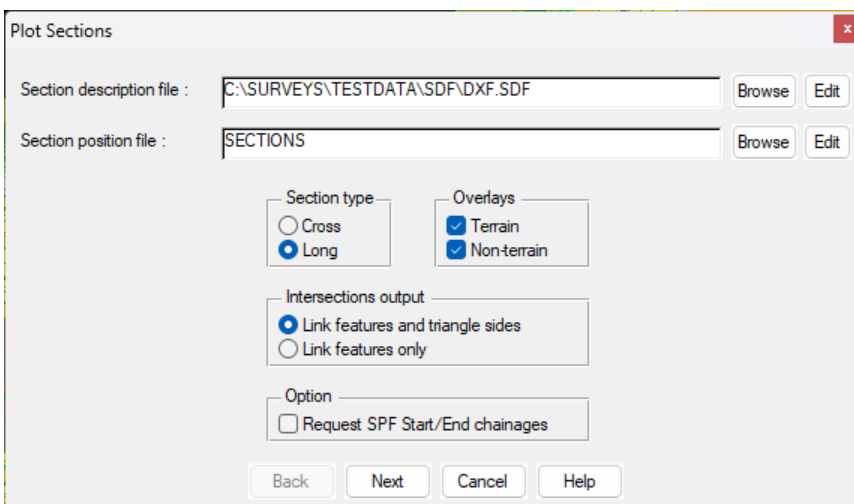 Plot Sections
x
Section description file : C:\SURVEYS\TESTDATA\SDF\DXF.SDF Browse Edit
Section position file : SECTIONS Browse Edit
Section type Overlays
Cross Terrain
Long Non-terrain
Intersections output
Link features and triangle sides
Link features only
Option
Request SPF Start/End chainages
Back Next Cancel Help